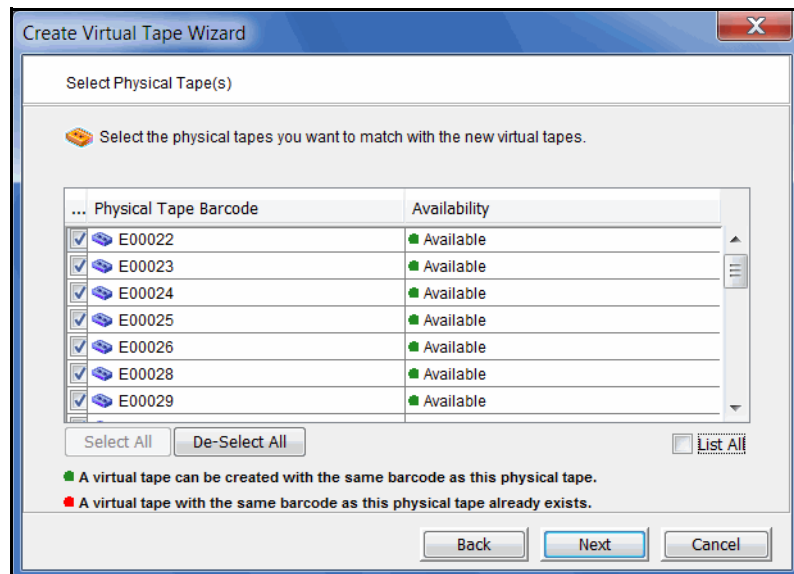 Create Virtual Tape Wizard
X
Select Physical Tape(s)
Select the physical tapes you want to match with the new virtual tapes.
... Physical Tape Barcode Availability
E00022 Available
E00023 Available
E00024 Available
E00025 Available
E00026 Available
E00028 Available
E00029 Available
Select All De-Select All List All
A virtual tape can be created with the same barcode as this physical tape.
A virtual tape with the same barcode as this physical tape already exists.
Back Next Cancel